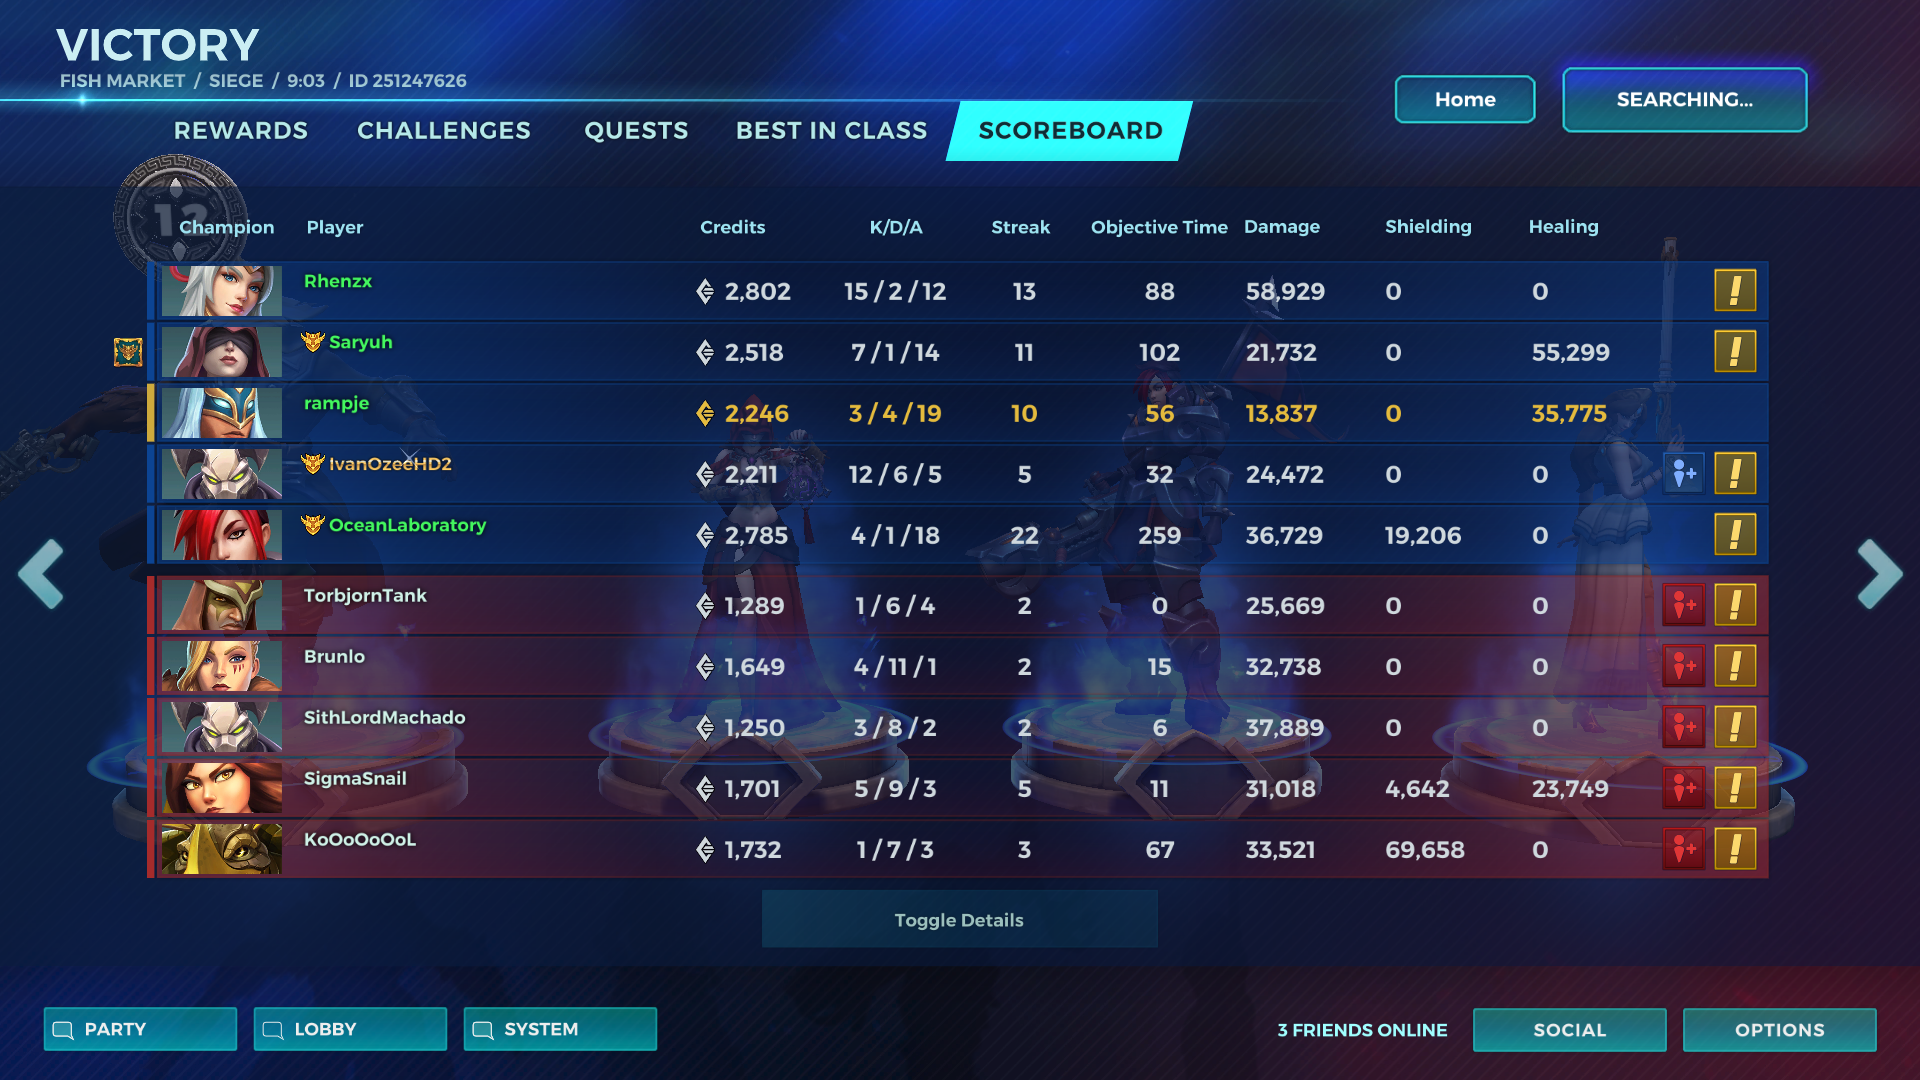 VICTORY
FISH MARKET / SIEGE / 9:03 / ID 251247626
Home
SEARCHING...
REWARDS CHALLENGES QUESTS BEST IN CLASS SCOREBOARD
12
Champion Player Credits K/D/A Streak Objective Time Damage Shielding Healing
Rhenzx 2,802 15 / 2 / 12 13 88 58,929 0 0 !
Saryuh 2,518 7 / 1 / 14 11 102 21,732 0 55,299 !
rampje 2,246 3 / 4 / 19 10 56 13,837 0 35,775
IvanOzeeHD2 2,211 12 / 6 / 5 5 32 24,472 0 0 !
OceanLaboratory 2,785 4 / 1 / 18 22 259 36,729 19,206 0 !
TorbjornTank 1,289 1 / 6 / 4 2 0 25,669 0 0 !
Brunlo 1,649 4 / 11 / 1 2 15 32,738 0 0 !
SithLordMachado 1,250 3 / 8 / 2 2 6 37,889 0 0 !
SigmaSnail 1,701 5 / 9 / 3 5 11 31,018 4,642 23,749 !
KoOoOoOoL 1,732 1 / 7 / 3 3 67 33,521 69,658 0 !
Toggle Details
PARTY LOBBY SYSTEM 3 FRIENDS ONLINE SOCIAL OPTIONS